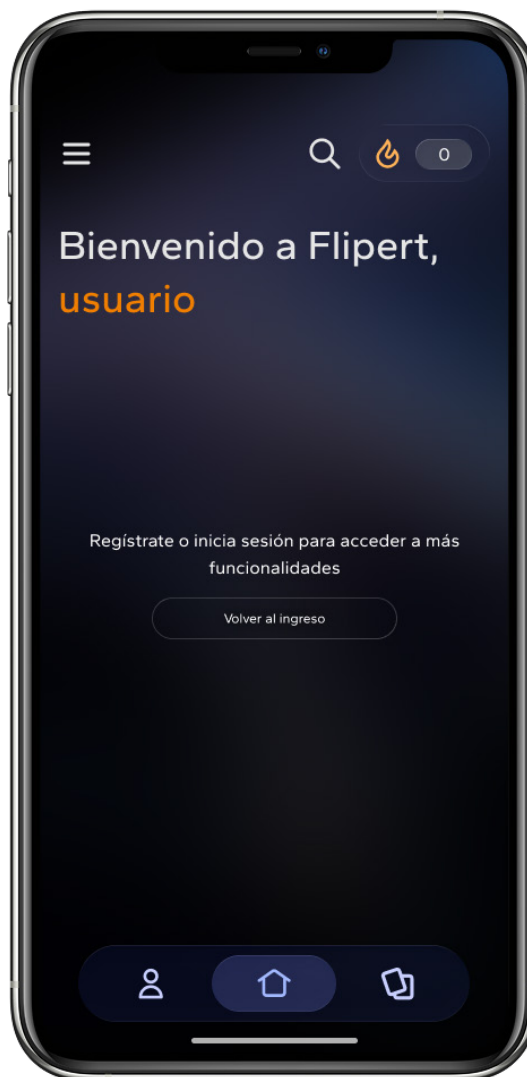 0
Bienvenido a Flipert,
usuario
Regístrate o inicia sesión para acceder a más
funcionalidades
Volver al ingreso